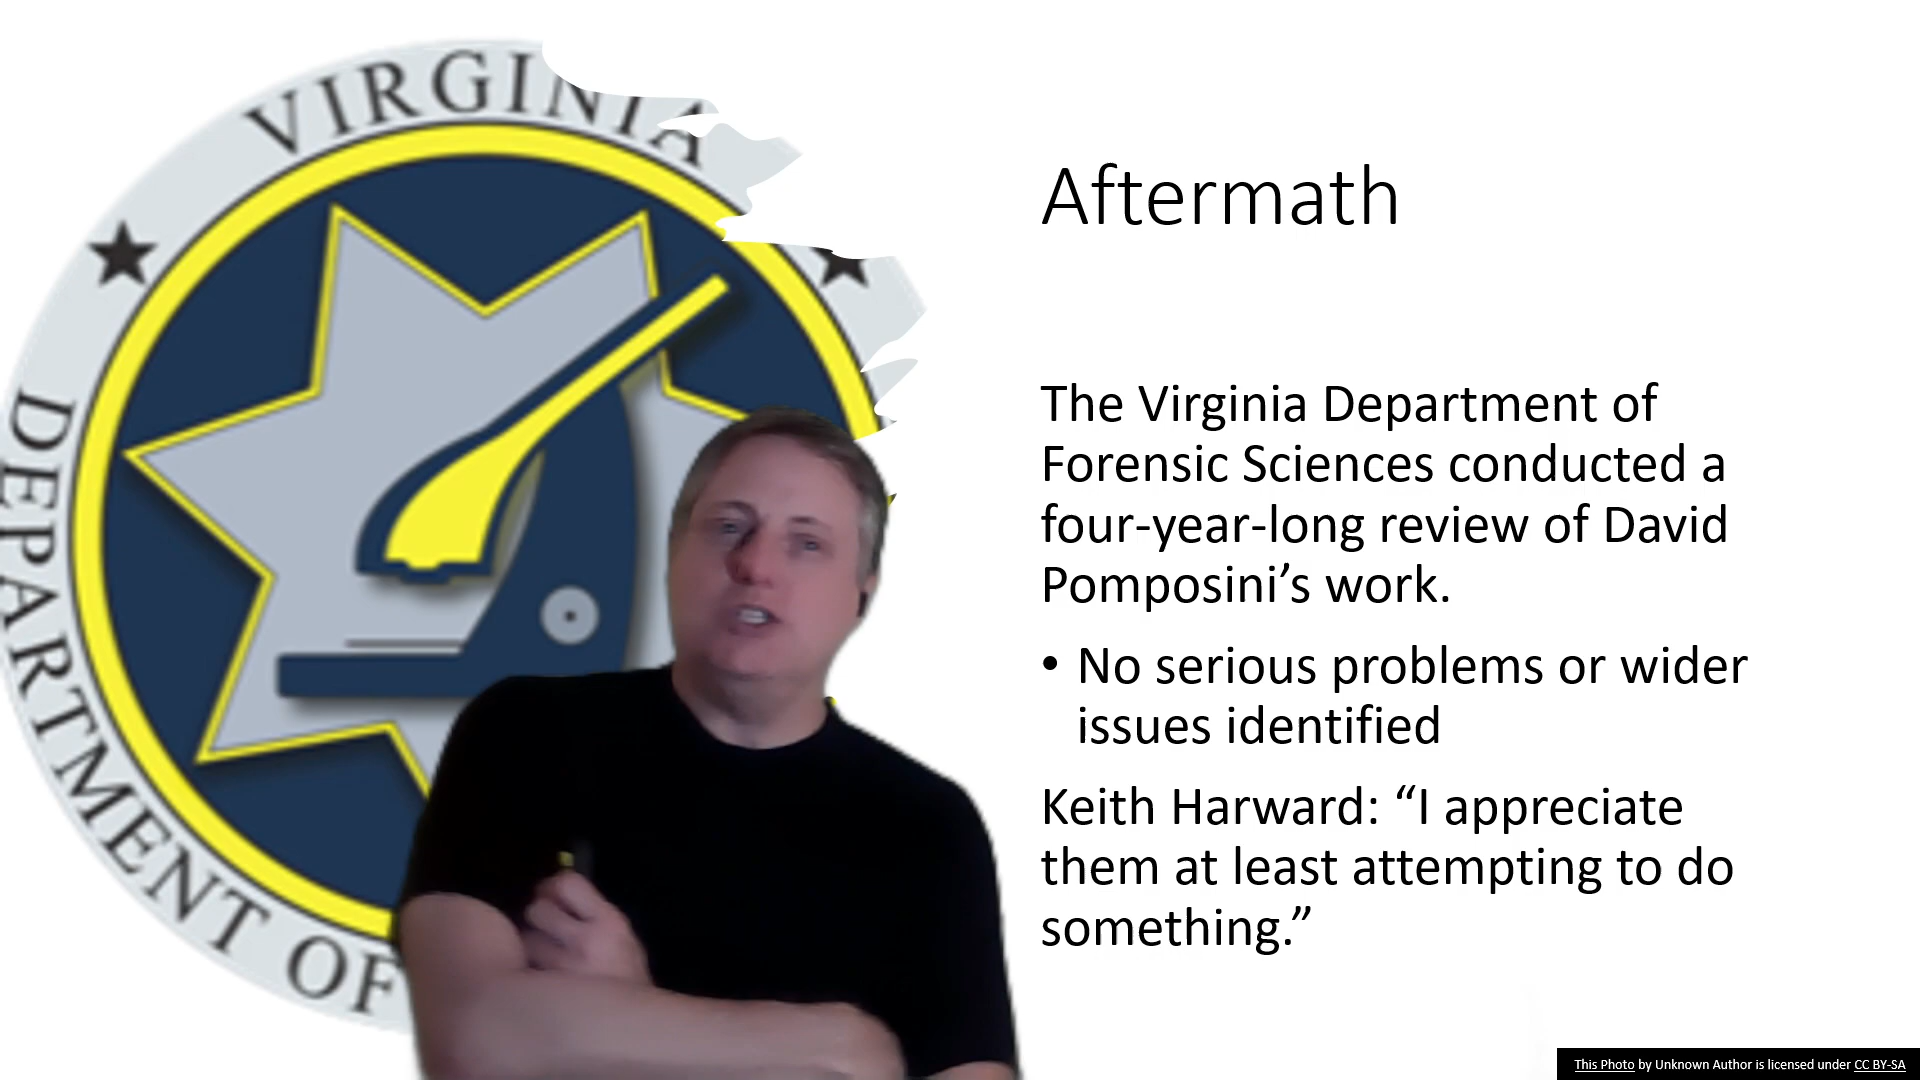 VIRGINIA
DEPARTMENT OF
Aftermath
The Virginia Department of
Forensic Sciences conducted a
four-year-long review of David
Pomposini’s work.
• No serious problems or wider
issues identified
Keith Harward: “I appreciate
them at least attempting to do
something.”
This Photo by Unknown Author is licensed under CC BY-SA